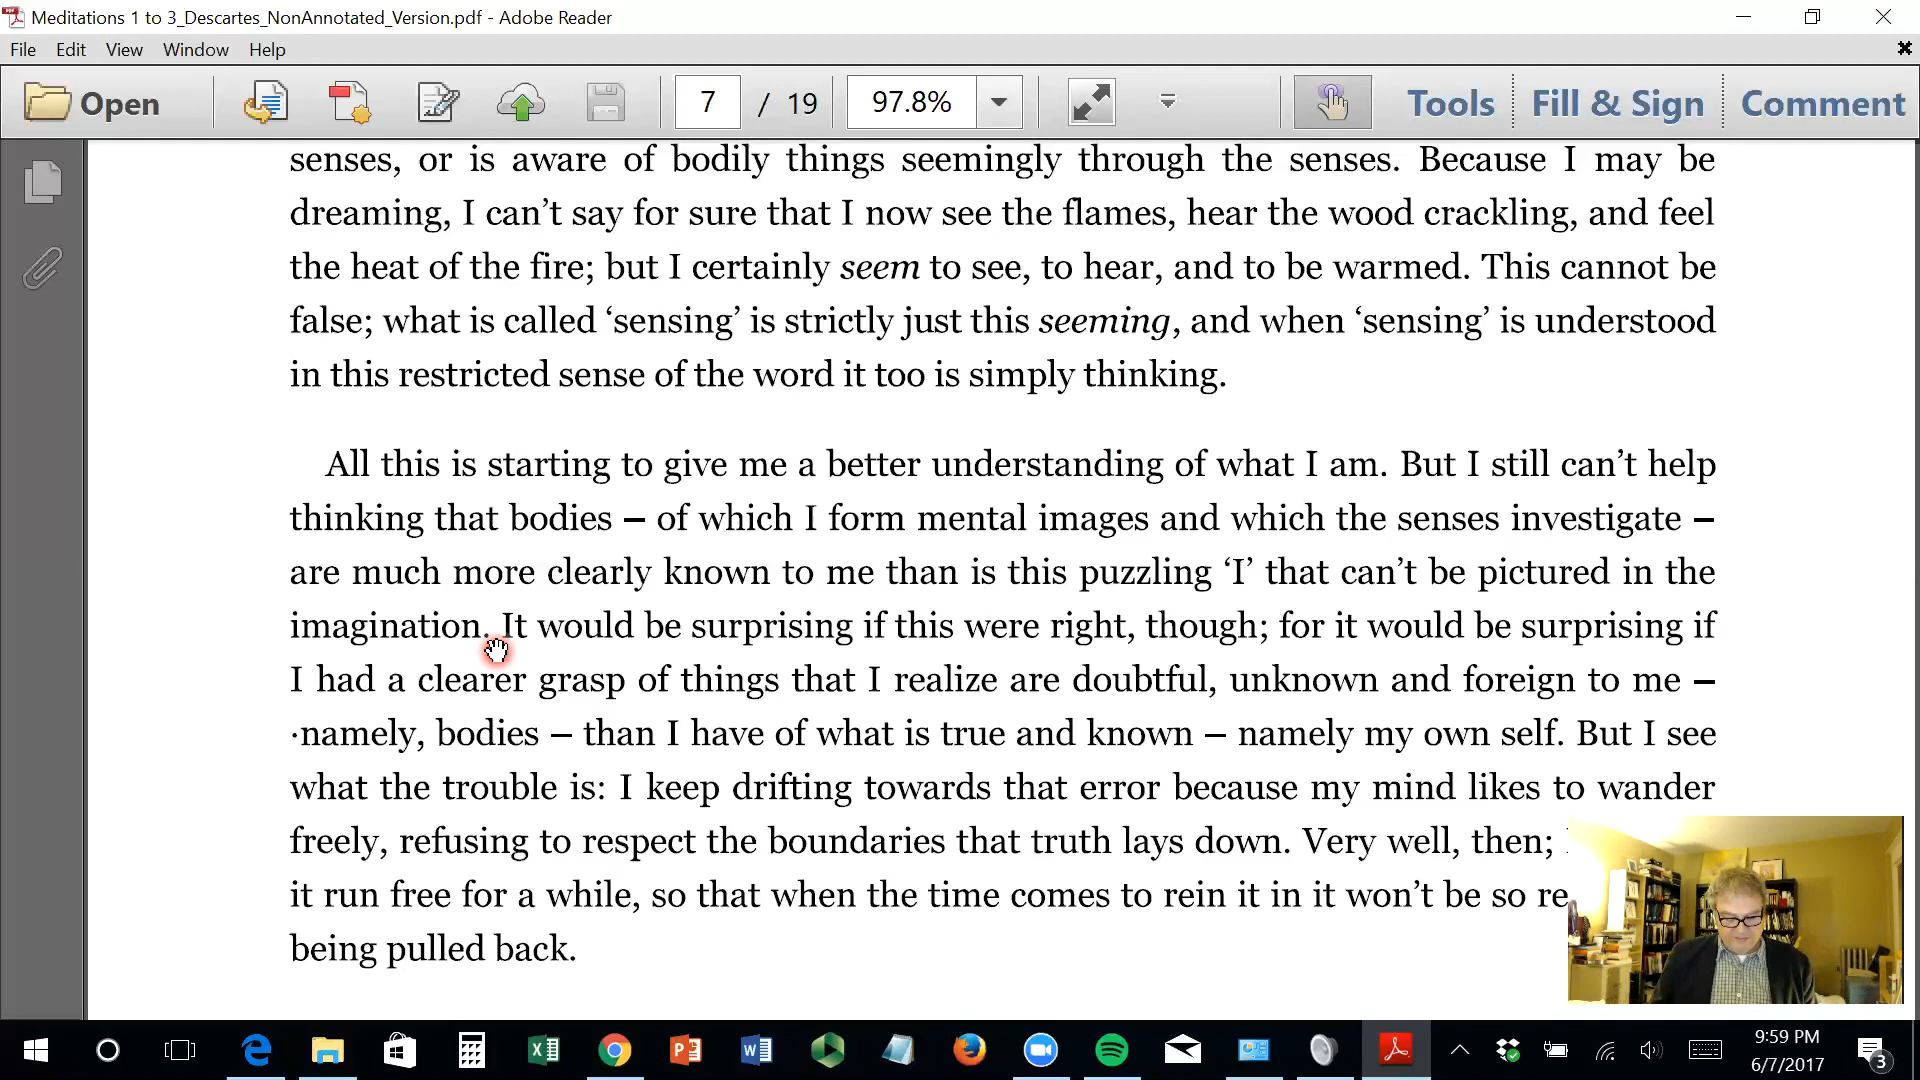 Meditations 1 to 3_Descartes_NonAnnotated_Version.pdf - Adobe Reader
File Edit View Window Help
Open 7 / 19 97.8% Tools Fill & Sign Comment
senses, or is aware of bodily things seemingly through the senses. Because I may be
dreaming, I can’t say for sure that I now see the flames, hear the wood crackling, and feel
the heat of the fire; but I certainly seem to see, to hear, and to be warmed. This cannot be
false; what is called ‘sensing’ is strictly just this seeming, and when ‘sensing’ is understood
in this restricted sense of the word it too is simply thinking.
All this is starting to give me a better understanding of what I am. But I still can’t help
thinking that bodies – of which I form mental images and which the senses investigate –
are much more clearly known to me than is this puzzling ‘I’ that can’t be pictured in the
imagination. It would be surprising if this were right, though; for it would be surprising if
I had a clearer grasp of things that I realize are doubtful, unknown and foreign to me –
·namely, bodies – than I have of what is true and known – namely my own self. But I see
what the trouble is: I keep drifting towards that error because my mind likes to wander
freely, refusing to respect the boundaries that truth lays down. Very well, then;
it run free for a while, so that when the time comes to rein it in it won’t be so re
being pulled back.
9:59 PM
6/7/2017
3